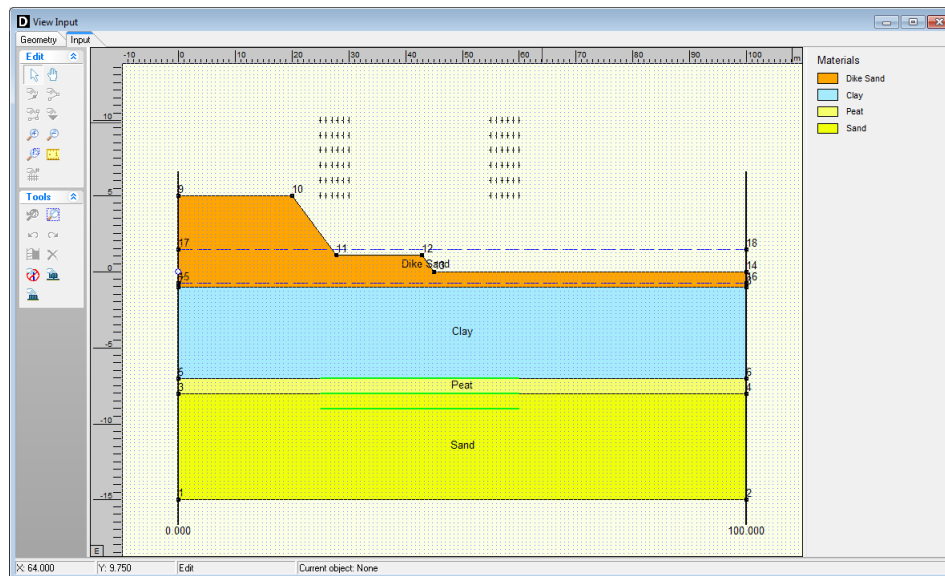 D View Input
Geometry Input
Edit
Tools
-10 0 10 20 30 40 50 60 70 80 90 100 m
10
5
0
-5
-10
-15
E
9 10
17 11 12 18
Dike Sand 13 14
15 16
Clay
5 6
Peat
3 4
Sand
1 2
0.000 100.000
Materials
Dike Sand
Clay
Peat
Sand
X: 64.000 Y: 9.750 Edit Current object: None